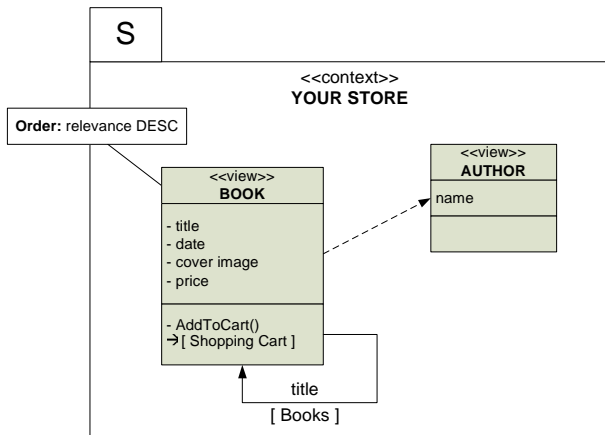 S
<<context>>
YOUR STORE
Order: relevance DESC
<<view>>
BOOK
- title
- date
- cover image
- price
- AddToCart()
→[ Shopping Cart ]
title
[ Books ]
<<view>>
AUTHOR
name